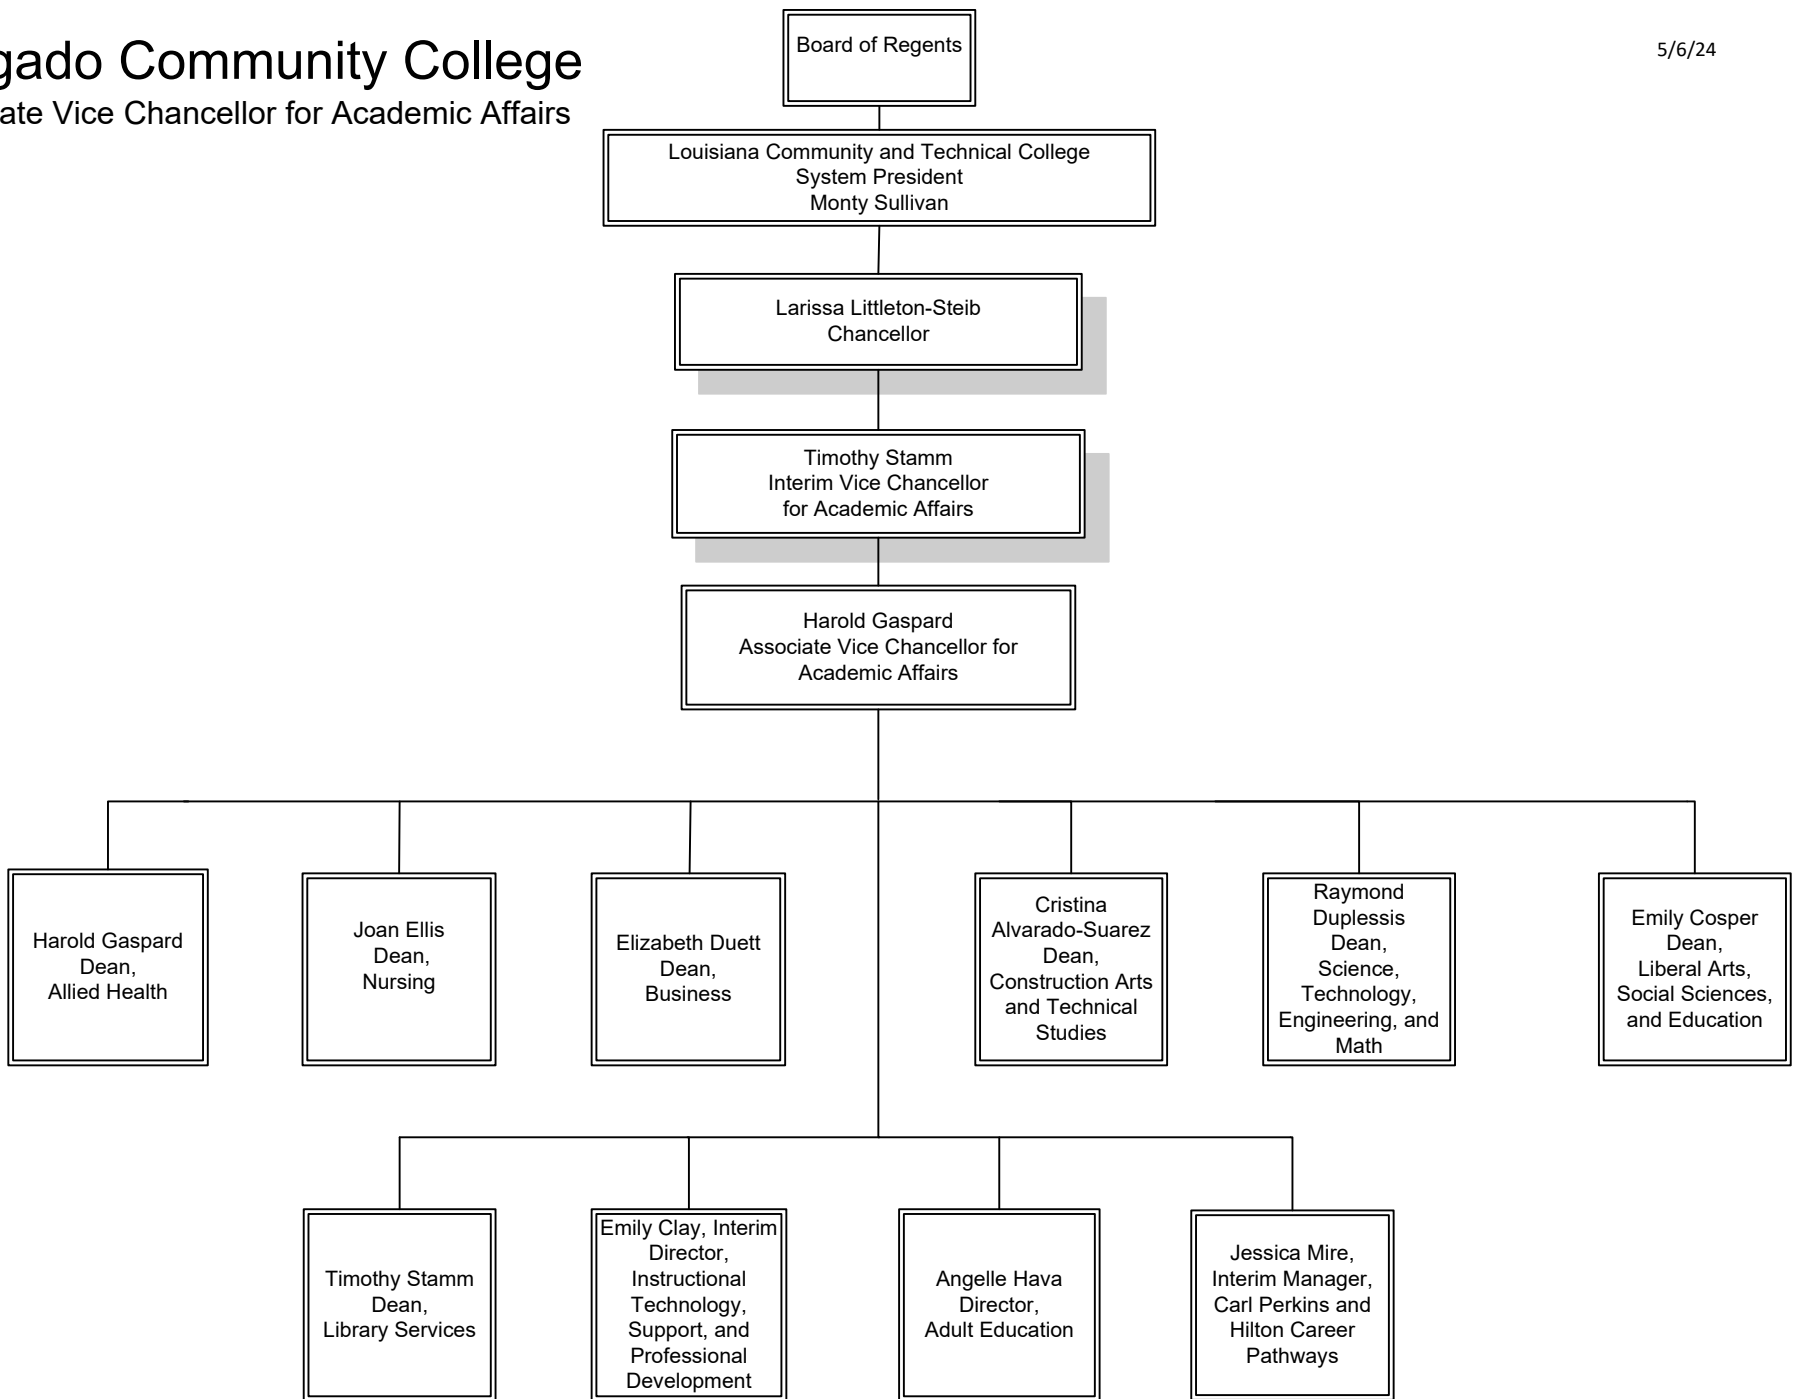 gado Community College
ate Vice Chancellor for Academic Affairs
5/6/24
Board of Regents
Louisiana Community and Technical College
System President
Monty Sullivan
Larissa Littleton-Steib
Chancellor
Timothy Stamm
Interim Vice Chancellor
for Academic Affairs
Harold Gaspard
Associate Vice Chancellor for
Academic Affairs
Harold Gaspard
Dean,
Allied Health
Joan Ellis
Dean,
Nursing
Elizabeth Duett
Dean,
Business
Cristina
Alvarado-Suarez
Dean,
Construction Arts
and Technical
Studies
Raymond
Duplessis
Dean,
Science,
Technology,
Engineering, and
Math
Emily Cosper
Dean,
Liberal Arts,
Social Sciences,
and Education
Timothy Stamm
Dean,
Library Services
Emily Clay, Interim
Director,
Instructional
Technology,
Support, and
Professional
Development
Angelle Hava
Director,
Adult Education
Jessica Mire,
Interim Manager,
Carl Perkins and
Hilton Career
Pathways